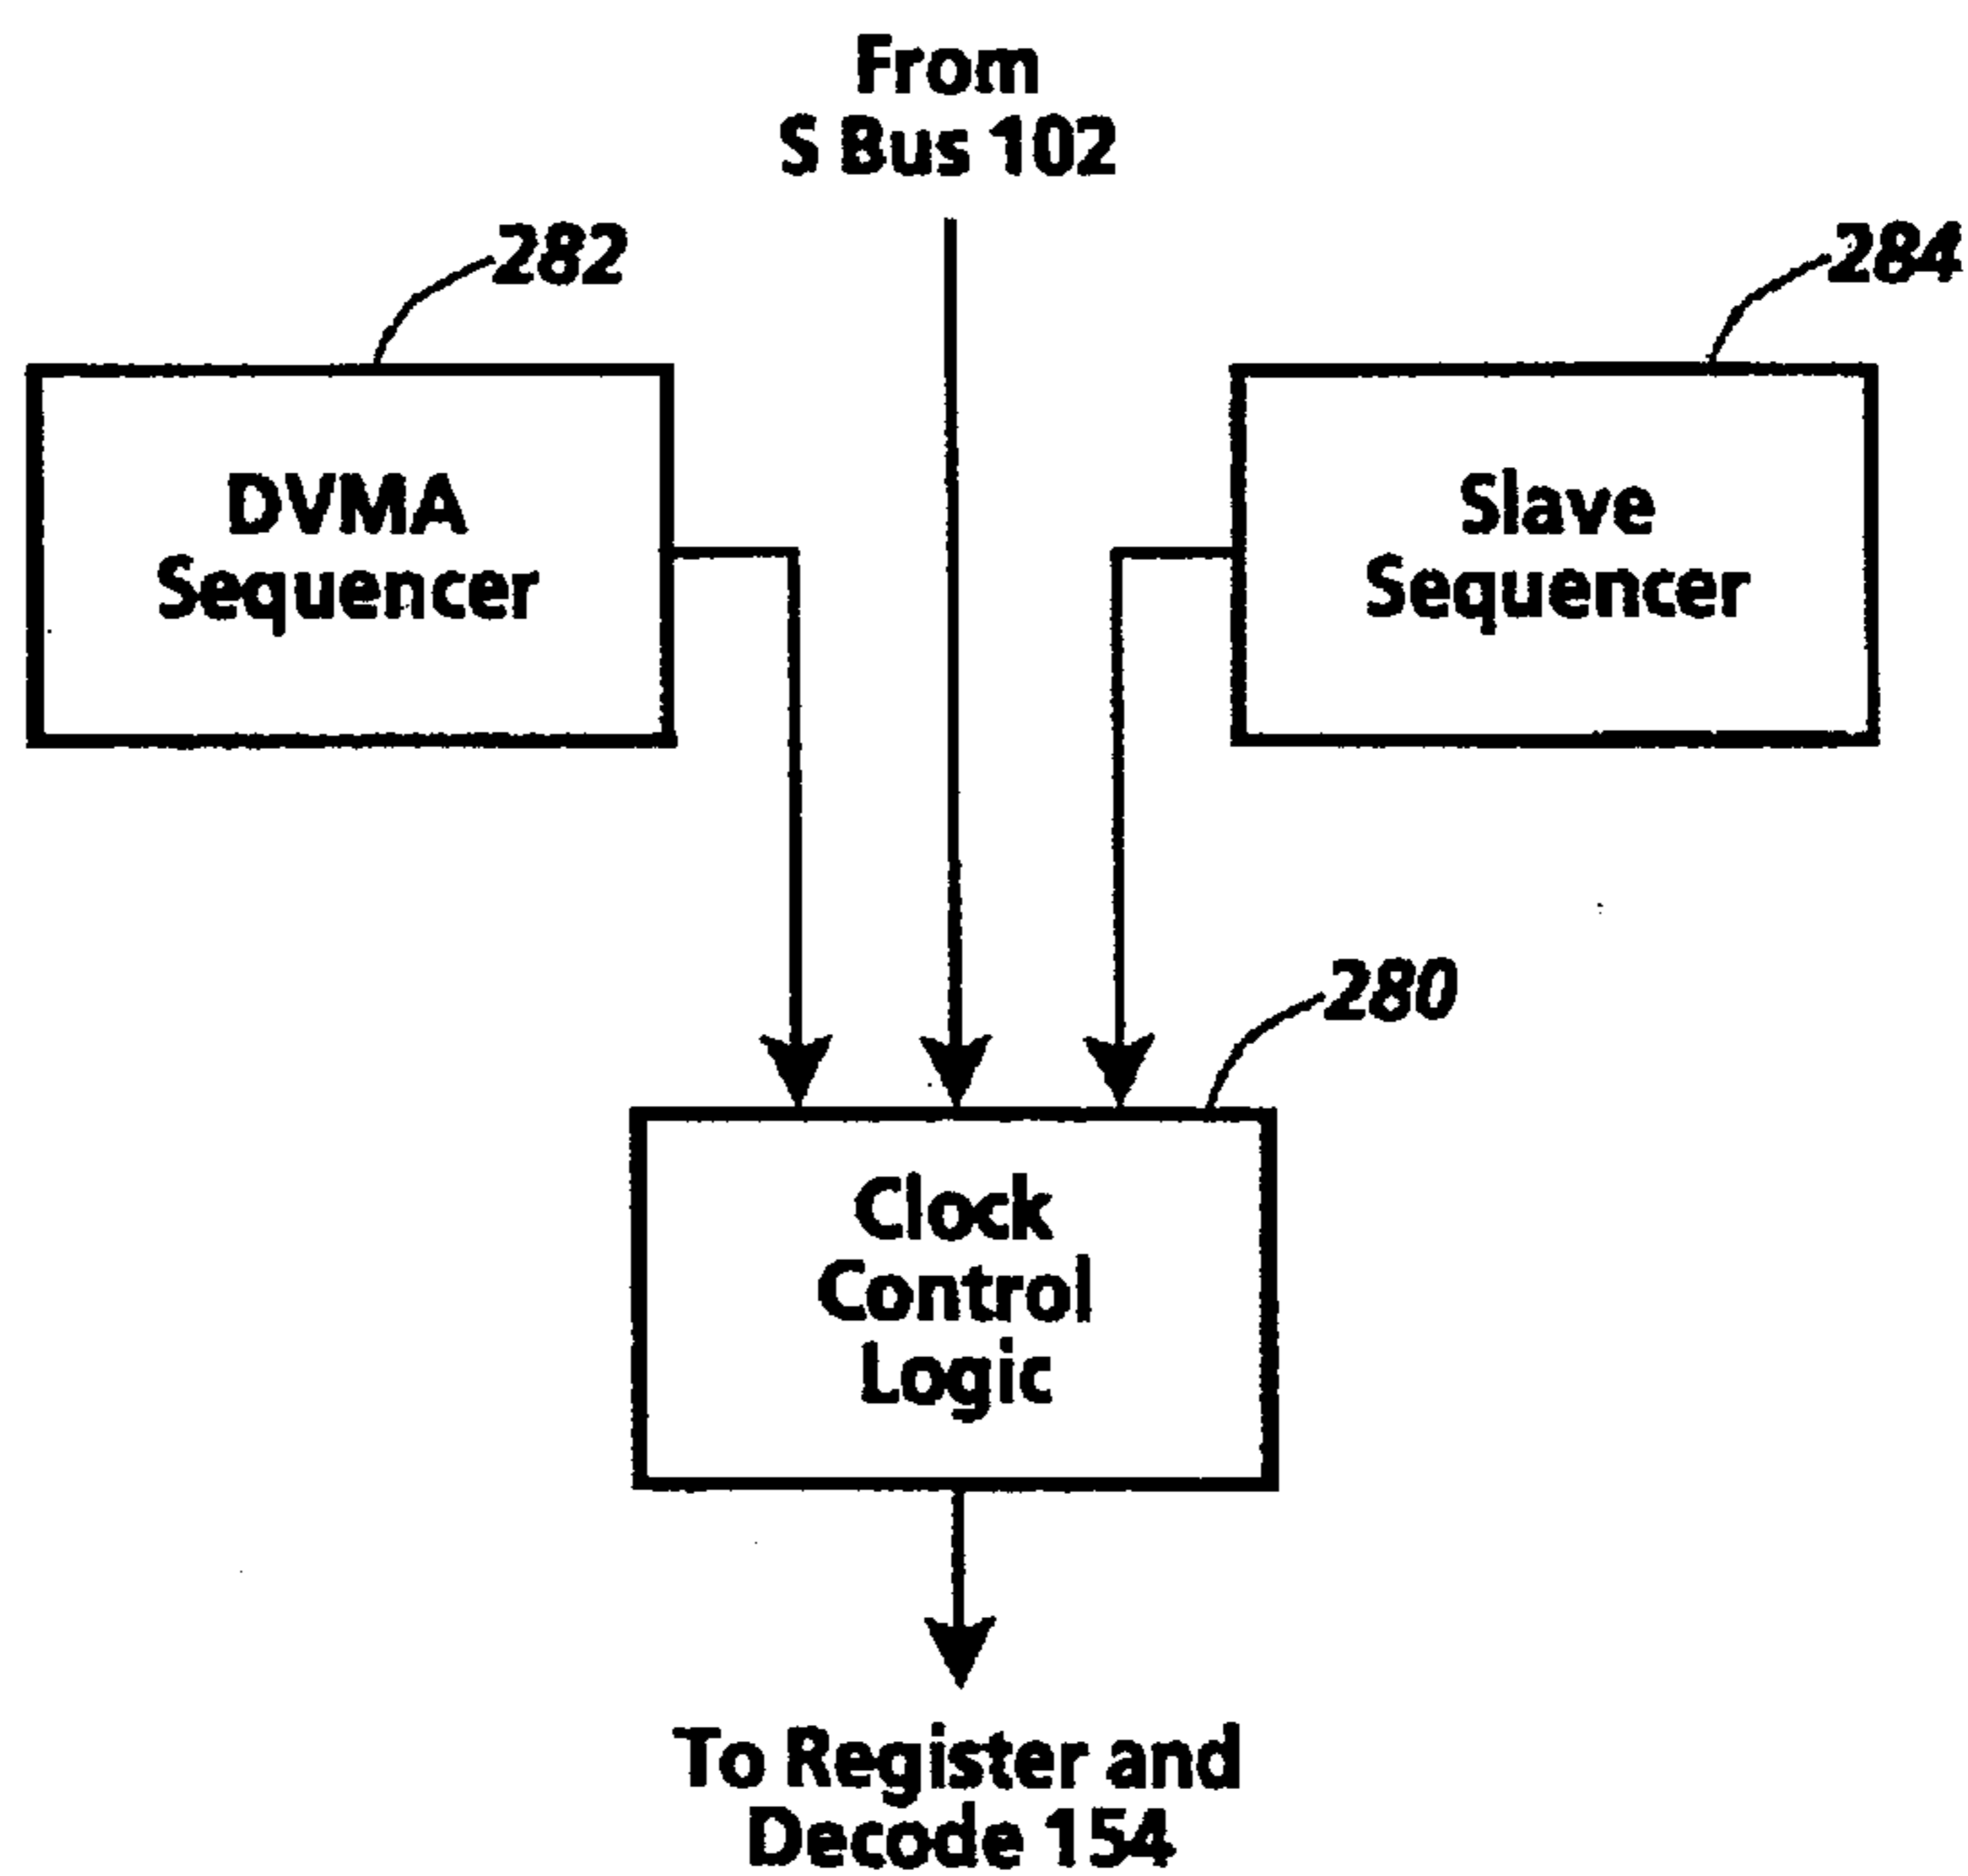 From
S Bus 102
282
284
DVMA
Sequencer
Slave
Sequencer
280
Clock
Control
Logic
To Register and
Decode 154